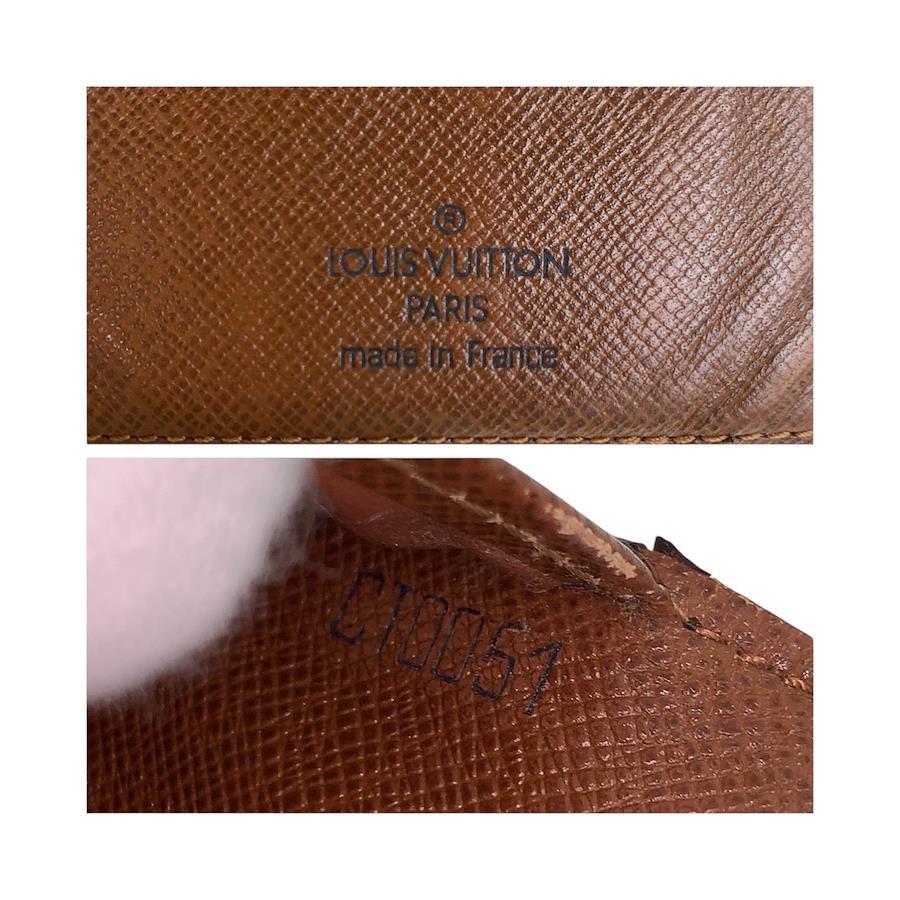 ®
LOUIS VUITTON
PARIS
made in France
CT0051